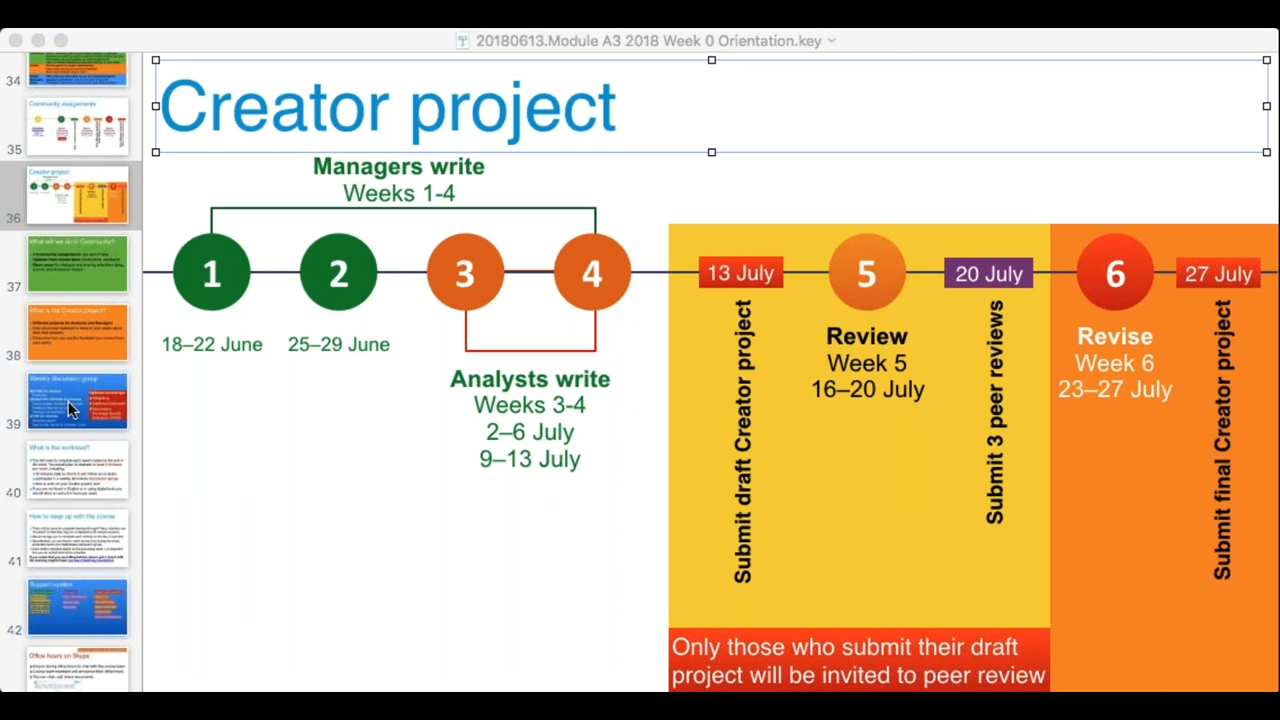 20180613.Module A3 2018 Week 0 Orientation.key
34
Community assignments
35
Creator project
36
What will we do in Community?
37
What is the Creator project?
38
Weekly discussion group
39
What is the workload?
40
How to keep up with the course
41
Support system
42
Office hours on Skype
Creator project
Managers write
Weeks 1-4
1
2
3
4
13 July
5
20 July
6
27 July
18–22 June
25–29 June
Analysts write
Weeks 3-4
2–6 July
9–13 July
Submit draft Creator project
Review
Week 5
16–20 July
Submit 3 peer reviews
Revise
Week 6
23–27 July
Submit final Creator project
Only those who submit their draft
project will be invited to peer review